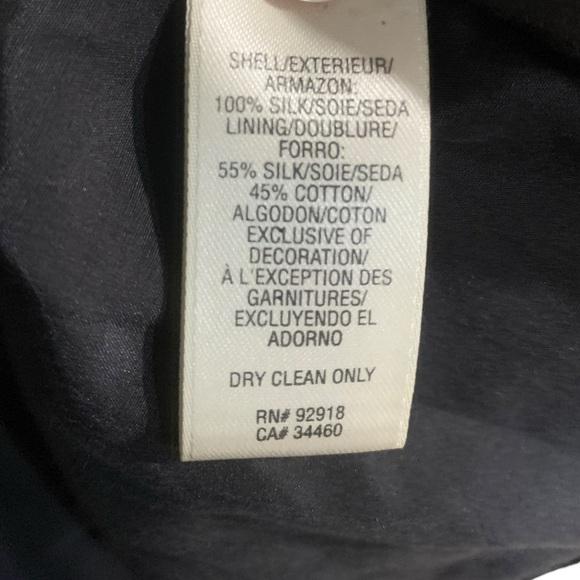 SHELL/EXTERIEUR/
ARMAZON:
100% SILK/SOIE/SEDA
LINING/DOUBLURE/
FORRO:
55% SILK/SOIE/SEDA
45% COTTON/
ALGODON/COTON
EXCLUSIVE OF
DECORATION/
À L'EXCEPTION DES
GARNITURES/
EXCLUYENDO EL
ADORNO
DRY CLEAN ONLY
RN# 92918
CA# 34460